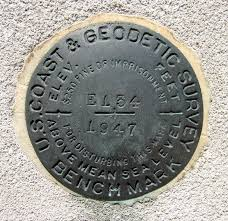 U.S. COAST & GEODETIC SURVEY
BENCH MARK
ELEV. FEET
ABOVE MEAN SEA LEVEL
$250 FINE OR IMPRISONMENT
FOR DISTURBING THIS MARK
E134
1947